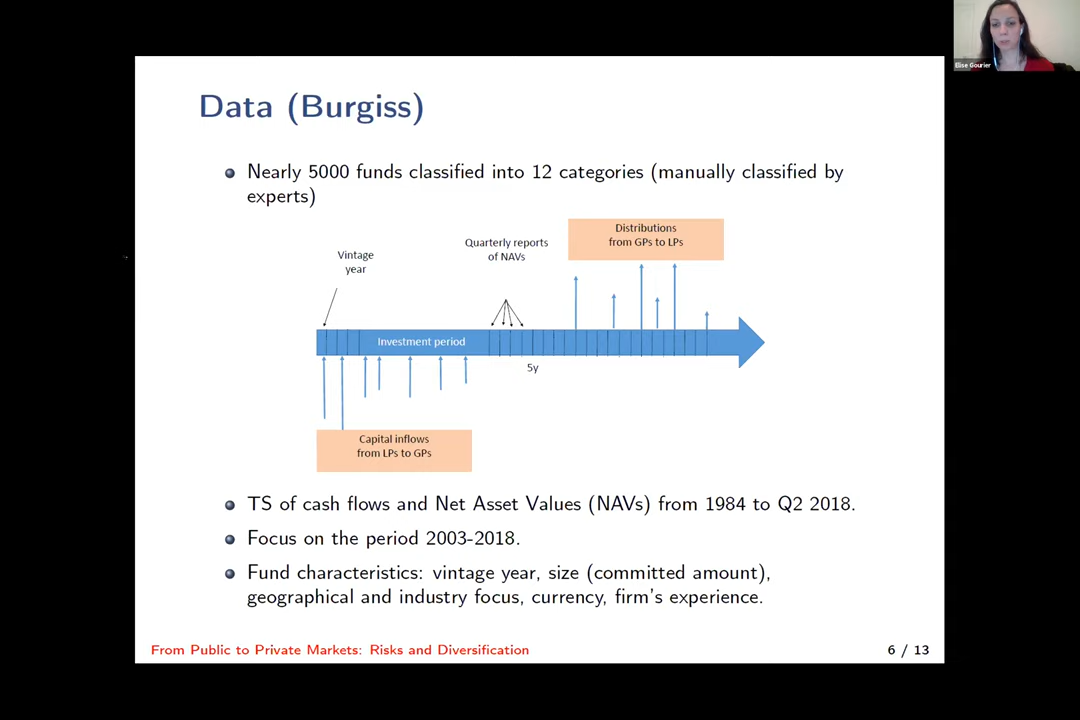 Elise Gourier
Data (Burgiss)
Nearly 5000 funds classified into 12 categories (manually classified by
experts)
Distributions
from GPs to LPs
Quarterly reports
of NAVs
Vintage
year
Investment period
5y
Capital inflows
from LPs to GPs
TS of cash flows and Net Asset Values (NAVs) from 1984 to Q2 2018.
Focus on the period 2003-2018.
Fund characteristics: vintage year, size (committed amount),
geographical and industry focus, currency, firm's experience.
From Public to Private Markets: Risks and Diversification
6 / 13